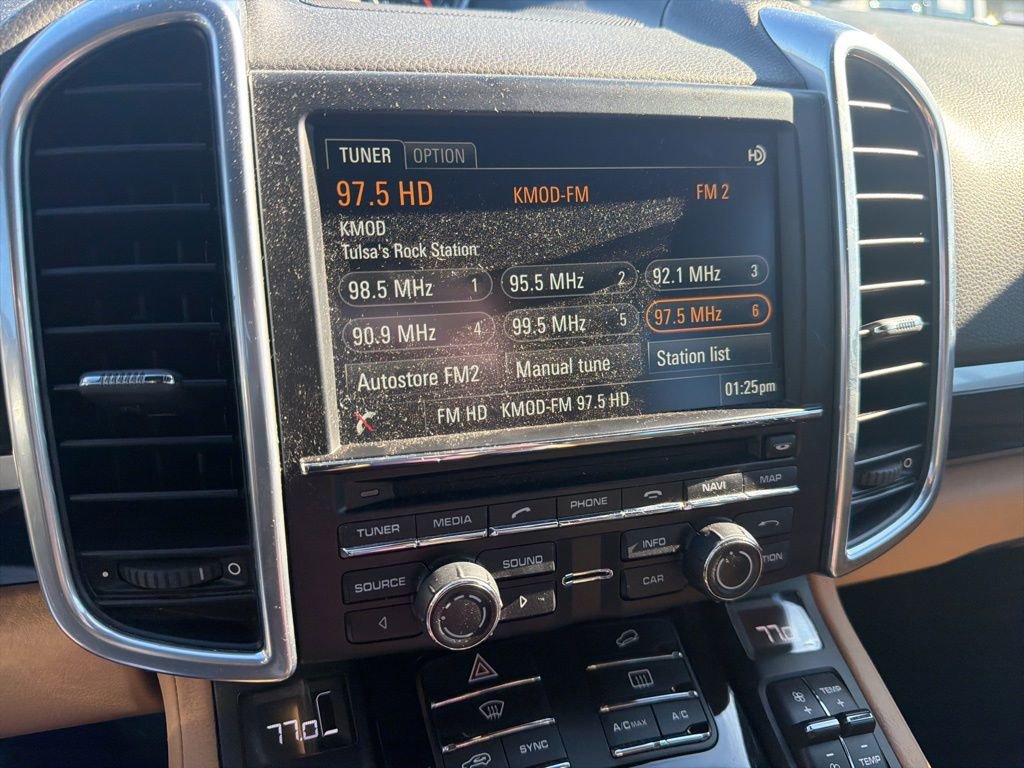 TUNER OPTION HD
97.5 HD KMOD-FM FM 2
KMOD
Tulsa's Rock Station
98.5 MHz 1 95.5 MHz 2 92.1 MHz 3
90.9 MHz 4 99.5 MHz 5 97.5 MHz 6
Autostore FM2 Manual tune Station list
FM HD KMOD-FM 97.5 HD 01:25pm
TUNER MEDIA PHONE NAVI MAP
SOURCE SOUND INFO
CAR
77.0 77.0
A/C MAX A/C
SYNC
TEMP
TEMP